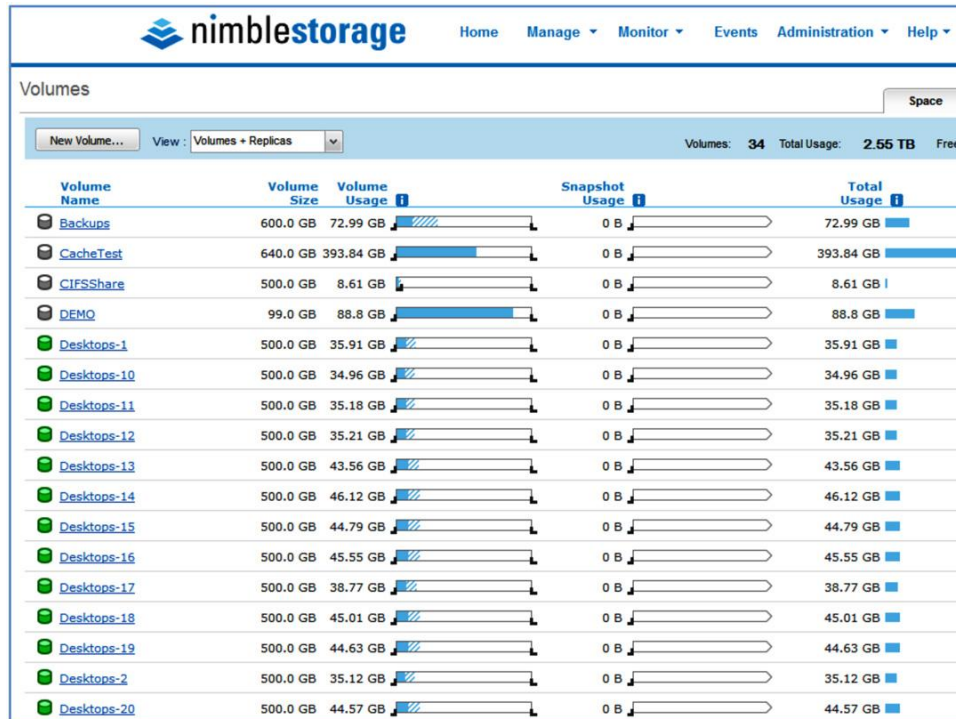 nimblestorage Home Manage Monitor Events Administration Help
Volumes
Space
New Volume... View : Volumes + Replicas Volumes: 34 Total Usage: 2.55 TB Free
Volume Name Volume Size Volume Usage i Snapshot Usage i Total Usage i
Backups 600.0 GB 72.99 GB 0 B 72.99 GB
CacheTest 640.0 GB 393.84 GB 0 B 393.84 GB
CIFSShare 500.0 GB 8.61 GB 0 B 8.61 GB
DEMO 99.0 GB 88.8 GB 0 B 88.8 GB
Desktops-1 500.0 GB 35.91 GB 0 B 35.91 GB
Desktops-10 500.0 GB 34.96 GB 0 B 34.96 GB
Desktops-11 500.0 GB 35.18 GB 0 B 35.18 GB
Desktops-12 500.0 GB 35.21 GB 0 B 35.21 GB
Desktops-13 500.0 GB 43.56 GB 0 B 43.56 GB
Desktops-14 500.0 GB 46.12 GB 0 B 46.12 GB
Desktops-15 500.0 GB 44.79 GB 0 B 44.79 GB
Desktops-16 500.0 GB 45.55 GB 0 B 45.55 GB
Desktops-17 500.0 GB 38.77 GB 0 B 38.77 GB
Desktops-18 500.0 GB 45.01 GB 0 B 45.01 GB
Desktops-19 500.0 GB 44.63 GB 0 B 44.63 GB
Desktops-2 500.0 GB 35.12 GB 0 B 35.12 GB
Desktops-20 500.0 GB 44.57 GB 0 B 44.57 GB